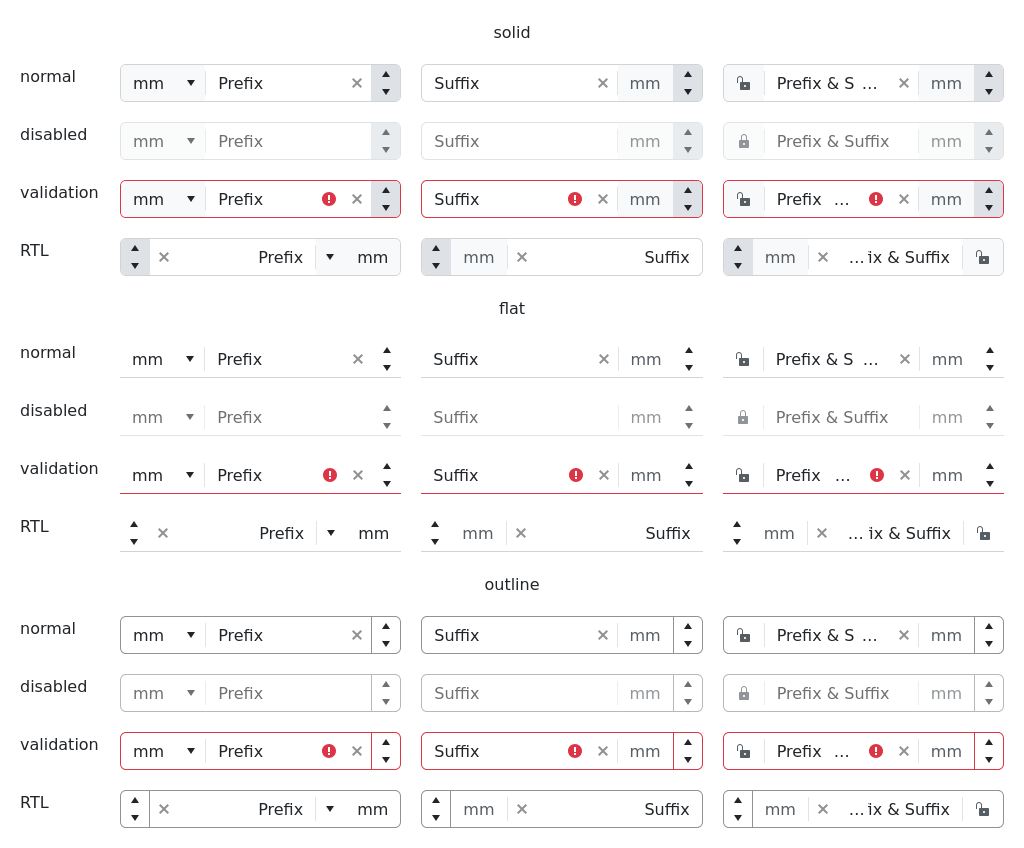 solid
normal mm Prefix Suffix mm Prefix & S … mm
disabled mm Prefix Suffix mm Prefix & Suffix mm
validation mm Prefix Suffix mm Prefix … mm
RTL Prefix mm mm Suffix mm …ix & Suffix
flat
normal mm Prefix Suffix mm Prefix & S … mm
disabled mm Prefix Suffix mm Prefix & Suffix mm
validation mm Prefix Suffix mm Prefix … mm
RTL Prefix mm mm Suffix mm …ix & Suffix
outline
normal mm Prefix Suffix mm Prefix & S … mm
disabled mm Prefix Suffix mm Prefix & Suffix mm
validation mm Prefix Suffix mm Prefix … mm
RTL Prefix mm mm Suffix mm …ix & Suffix